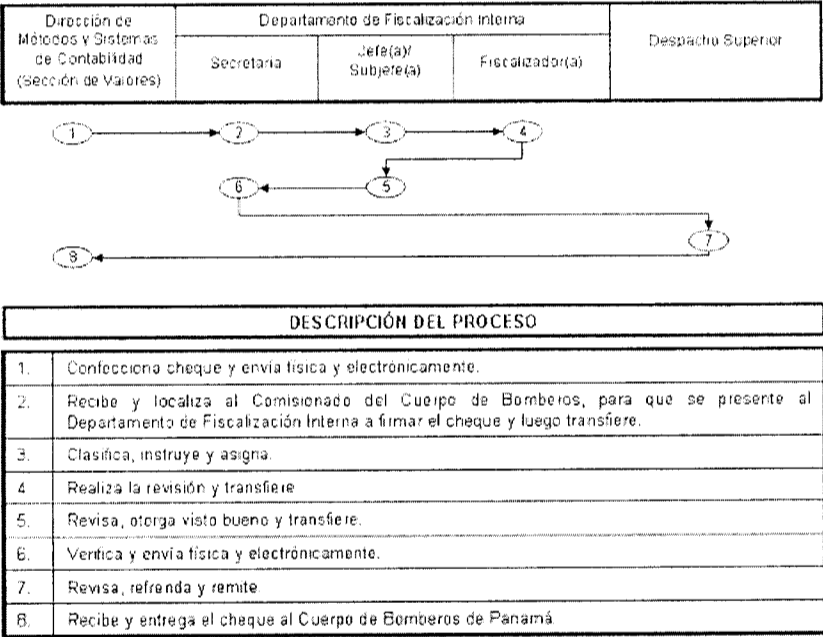 Dirección de
Métodos y Sistemas
de Contabilidad
(Sección de Valores)
Departamento de Fiscalización Interna
Secretaria
Jefe(a)/
Subjefe(a)
Fiscalizador(a)
Despacho Superior
1
2
3
4
6
5
7
8
DESCRIPCIÓN DEL PROCESO
1. Confecciona cheque y envía física y electrónicamente.
2. Recibe y localiza al Comisionado del Cuerpo de Bomberos, para que se presente al
Departamento de Fiscalización Interna a firmar el cheque y luego transfiere.
3. Clasifica, instruye y asigna.
4 Realiza la revisión y transfiere
5. Revisa, otorga visto bueno y transfiere.
6. Verifica y envía física y electrónicamente.
7. Revisa, refrenda y remite
8. Recibe y entrega el cheque al Cuerpo de Bomberos de Panamá